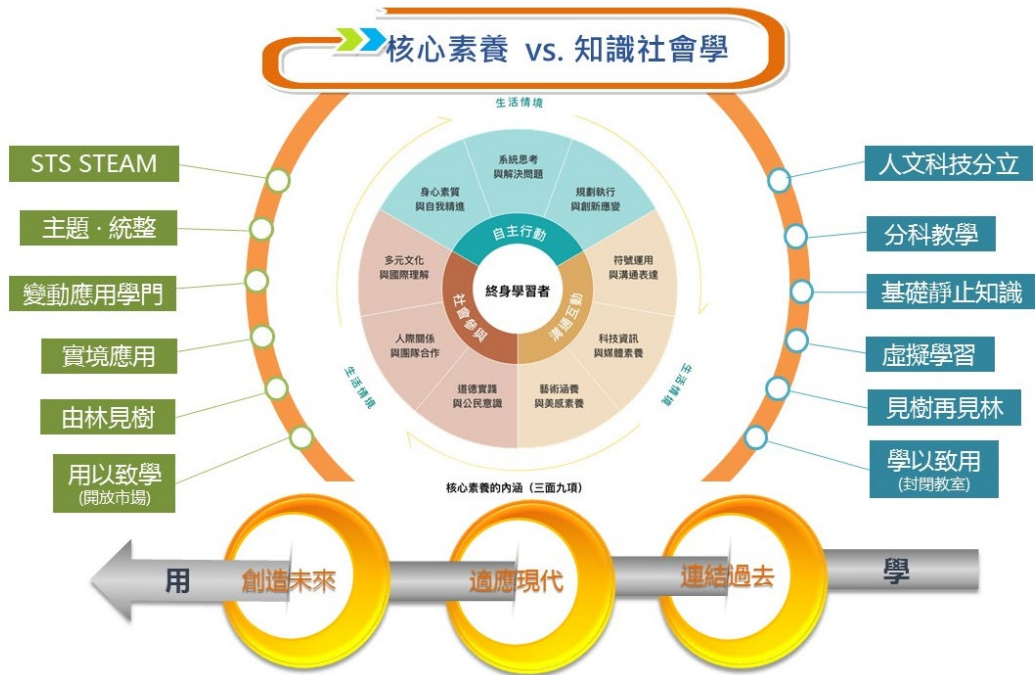 核心素養 vs. 知識社會學
生活情境
STS STEAM
主題·統整
變動應用學門
實境應用
由林見樹
用以致學
(開放市場)
系統思考
與解決問題
身心素質
與自我精進
規劃執行
與創新應變
自主行動
多元文化
與國際理解
符號運用
與溝通表達
終身學習者
社會參與
溝通互動
人際關係
與團隊合作
科技資訊
與媒體素養
道德實踐
與公民意識
藝術涵養
與美感素養
生活情境
生活情境
核心素養的內涵(三面九項)
人文科技分立
分科教學
基礎靜止知識
虛擬學習
見樹再見林
學以致用
(封閉教室)
用
創造未來
適應現代
連結過去
學